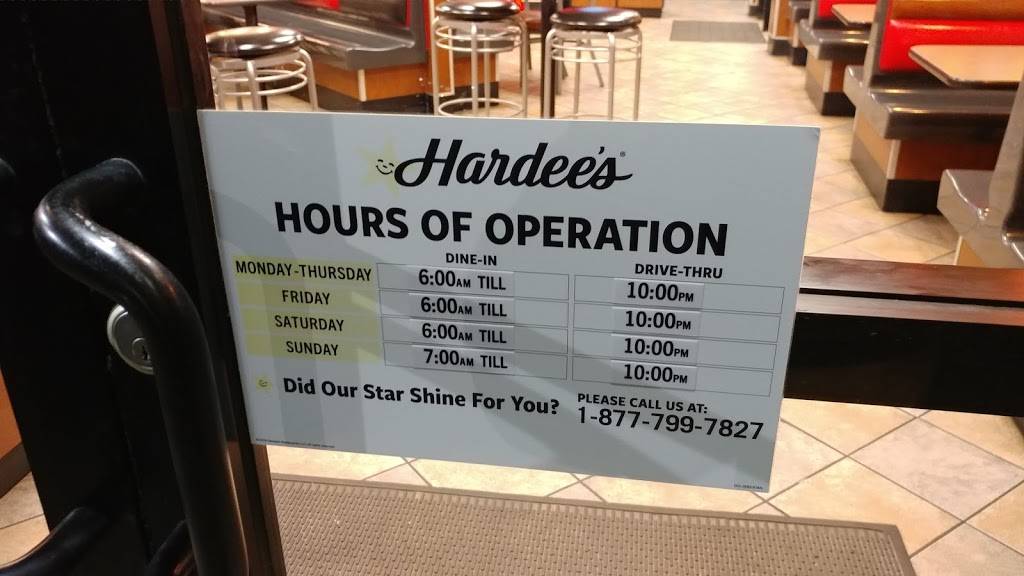 Hardee's®
HOURS OF OPERATION
DINE-IN DRIVE-THRU
MONDAY-THURSDAY 6:00AM TILL 10:00PM
FRIDAY 6:00AM TILL 10:00PM
SATURDAY 6:00AM TILL 10:00PM
SUNDAY 7:00AM TILL 10:00PM
Did Our Star Shine For You? PLEASE CALL US AT:
1-877-799-7827